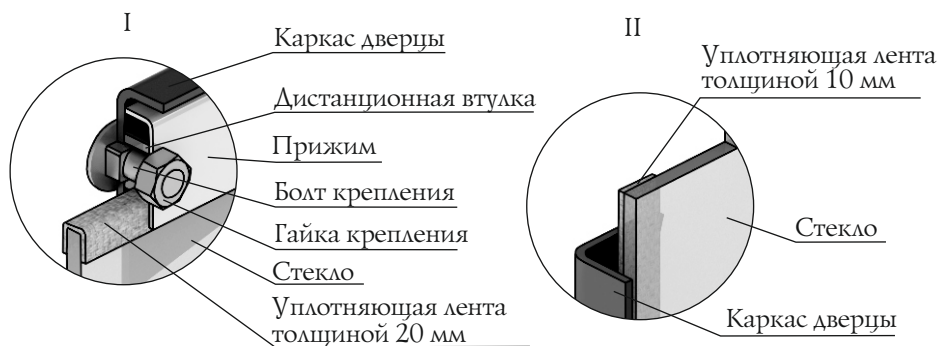 I
Каркас дверцы
Дистанционная втулка
Прижим
Болт крепления
Гайка крепления
Стекло
Уплотняющая лента
толщиной 20 мм
II
Уплотняющая лента
толщиной 10 мм
Стекло
Каркас дверцы